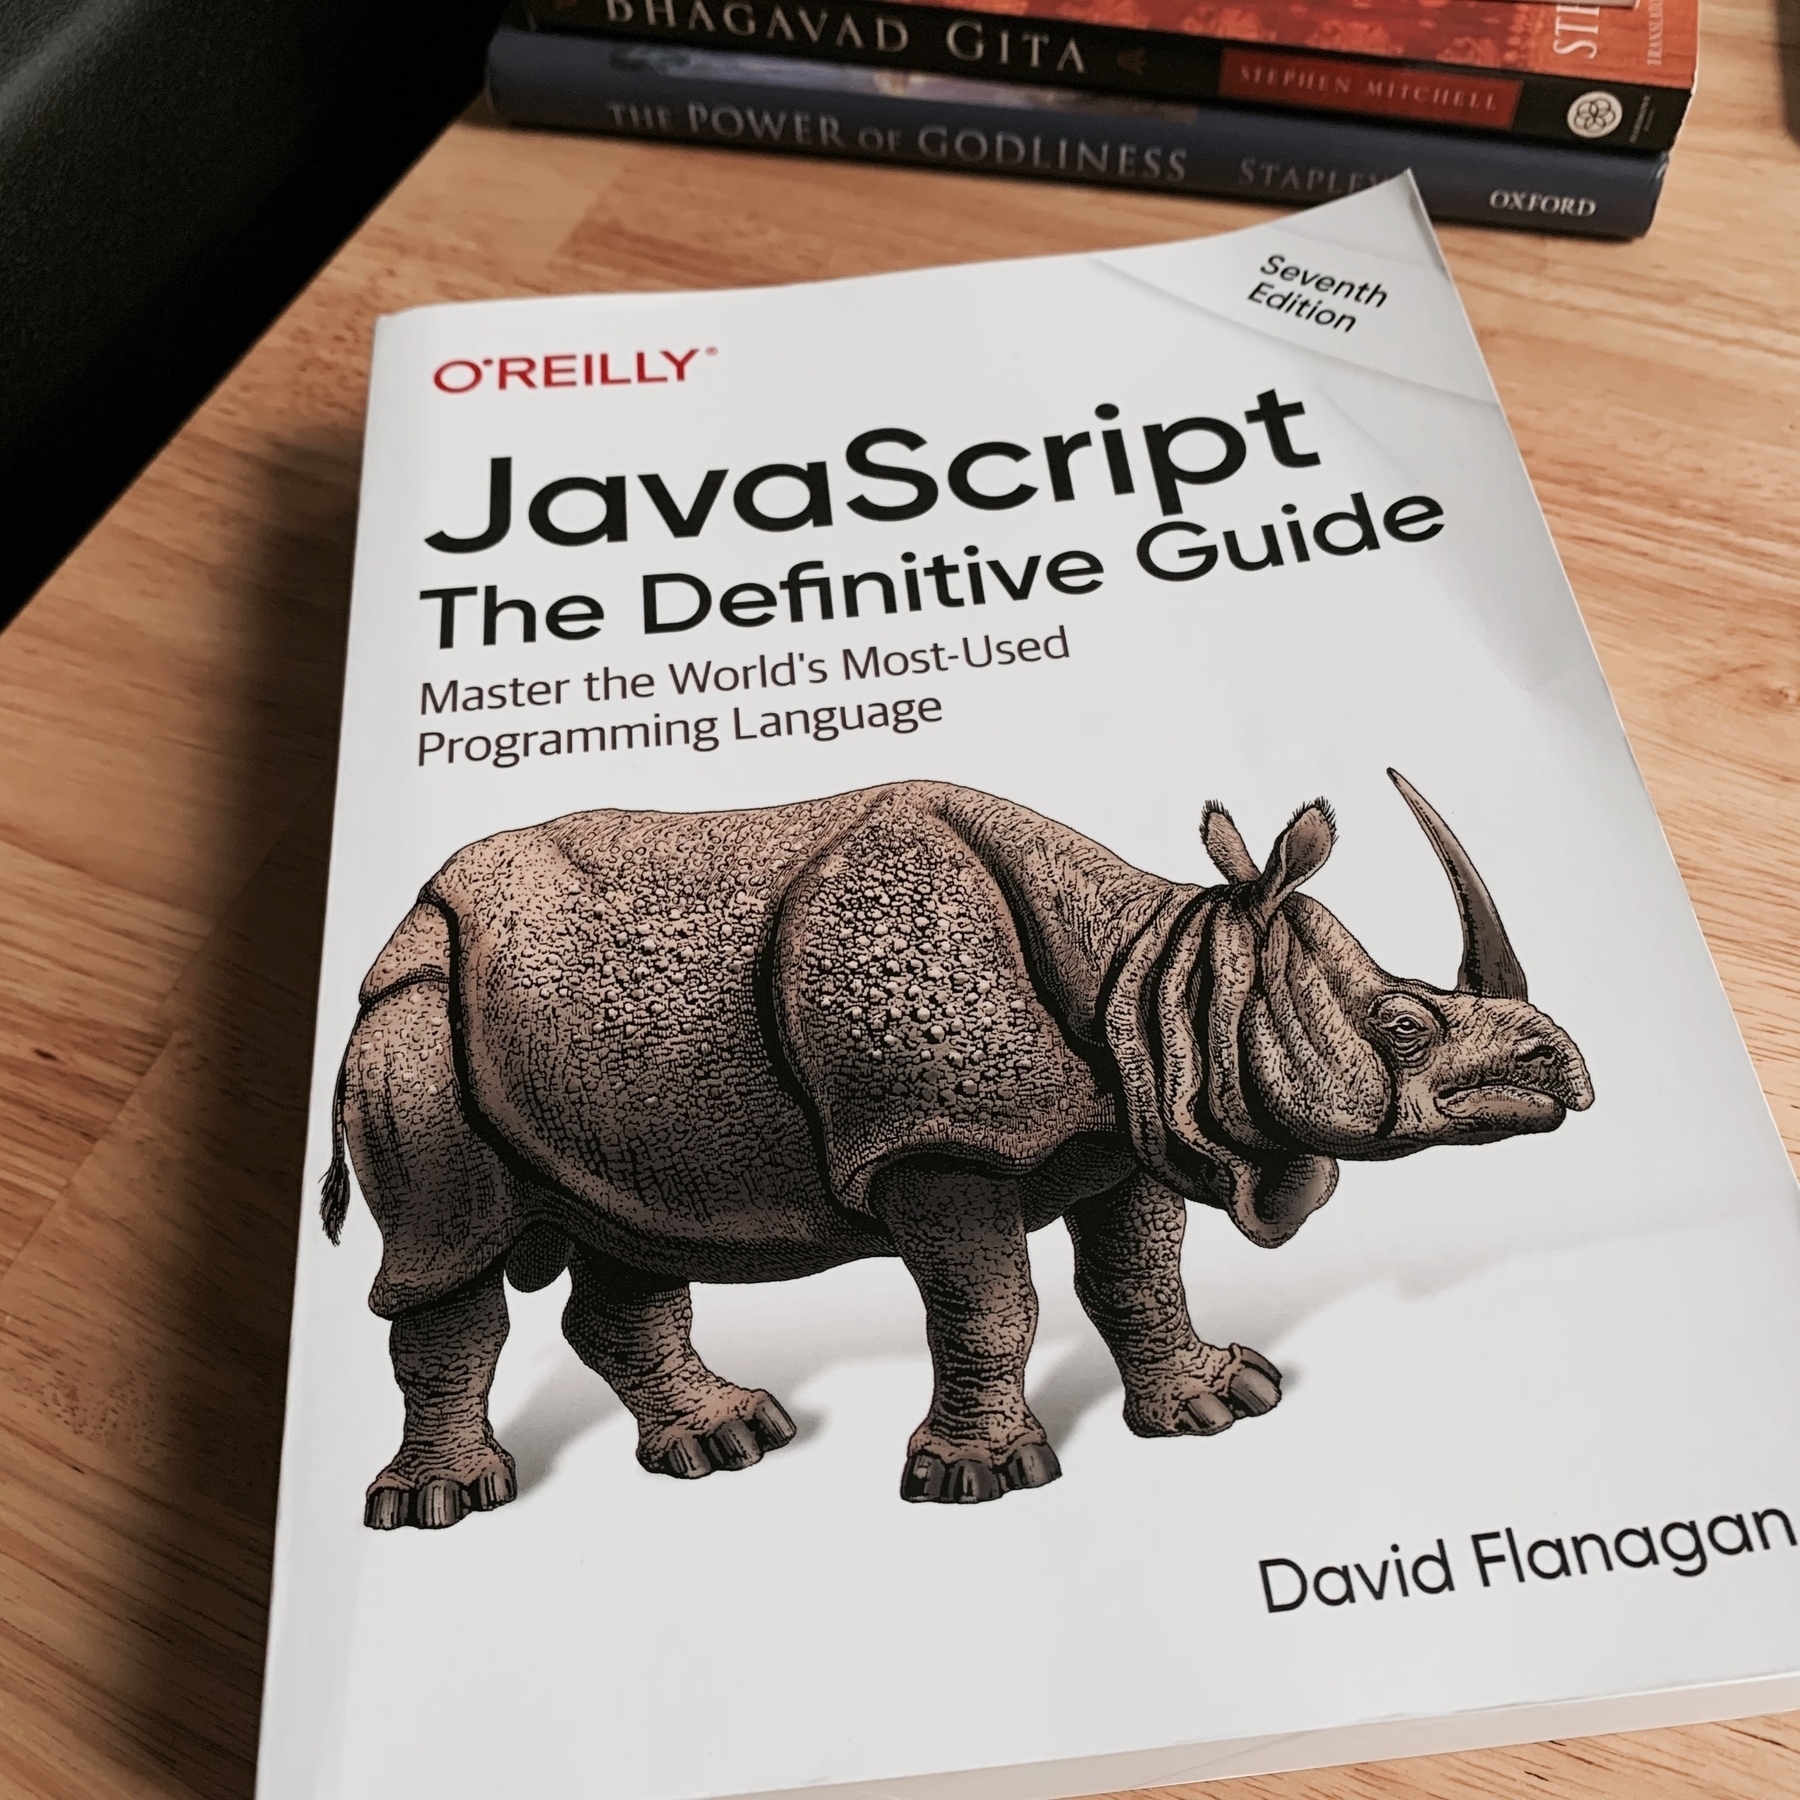 BHAGAVAD GITA
STEPHEN MITCHELL
THE POWER OF GODLINESS STAPLEY
OXFORD
Seventh
Edition
O'REILLY®
JavaScript
The Definitive Guide
Master the World's Most-Used
Programming Language
David Flanagan